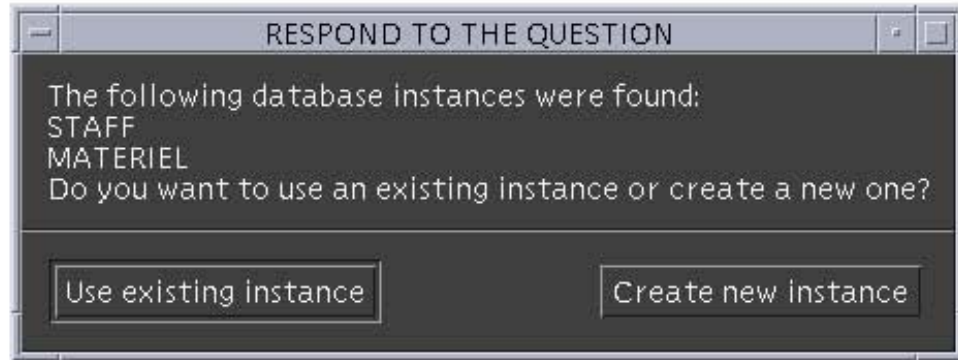 RESPOND TO THE QUESTION
The following database instances were found:
STAFF
MATERIEL
Do you want to use an existing instance or create a new one?
Use existing instance
Create new instance